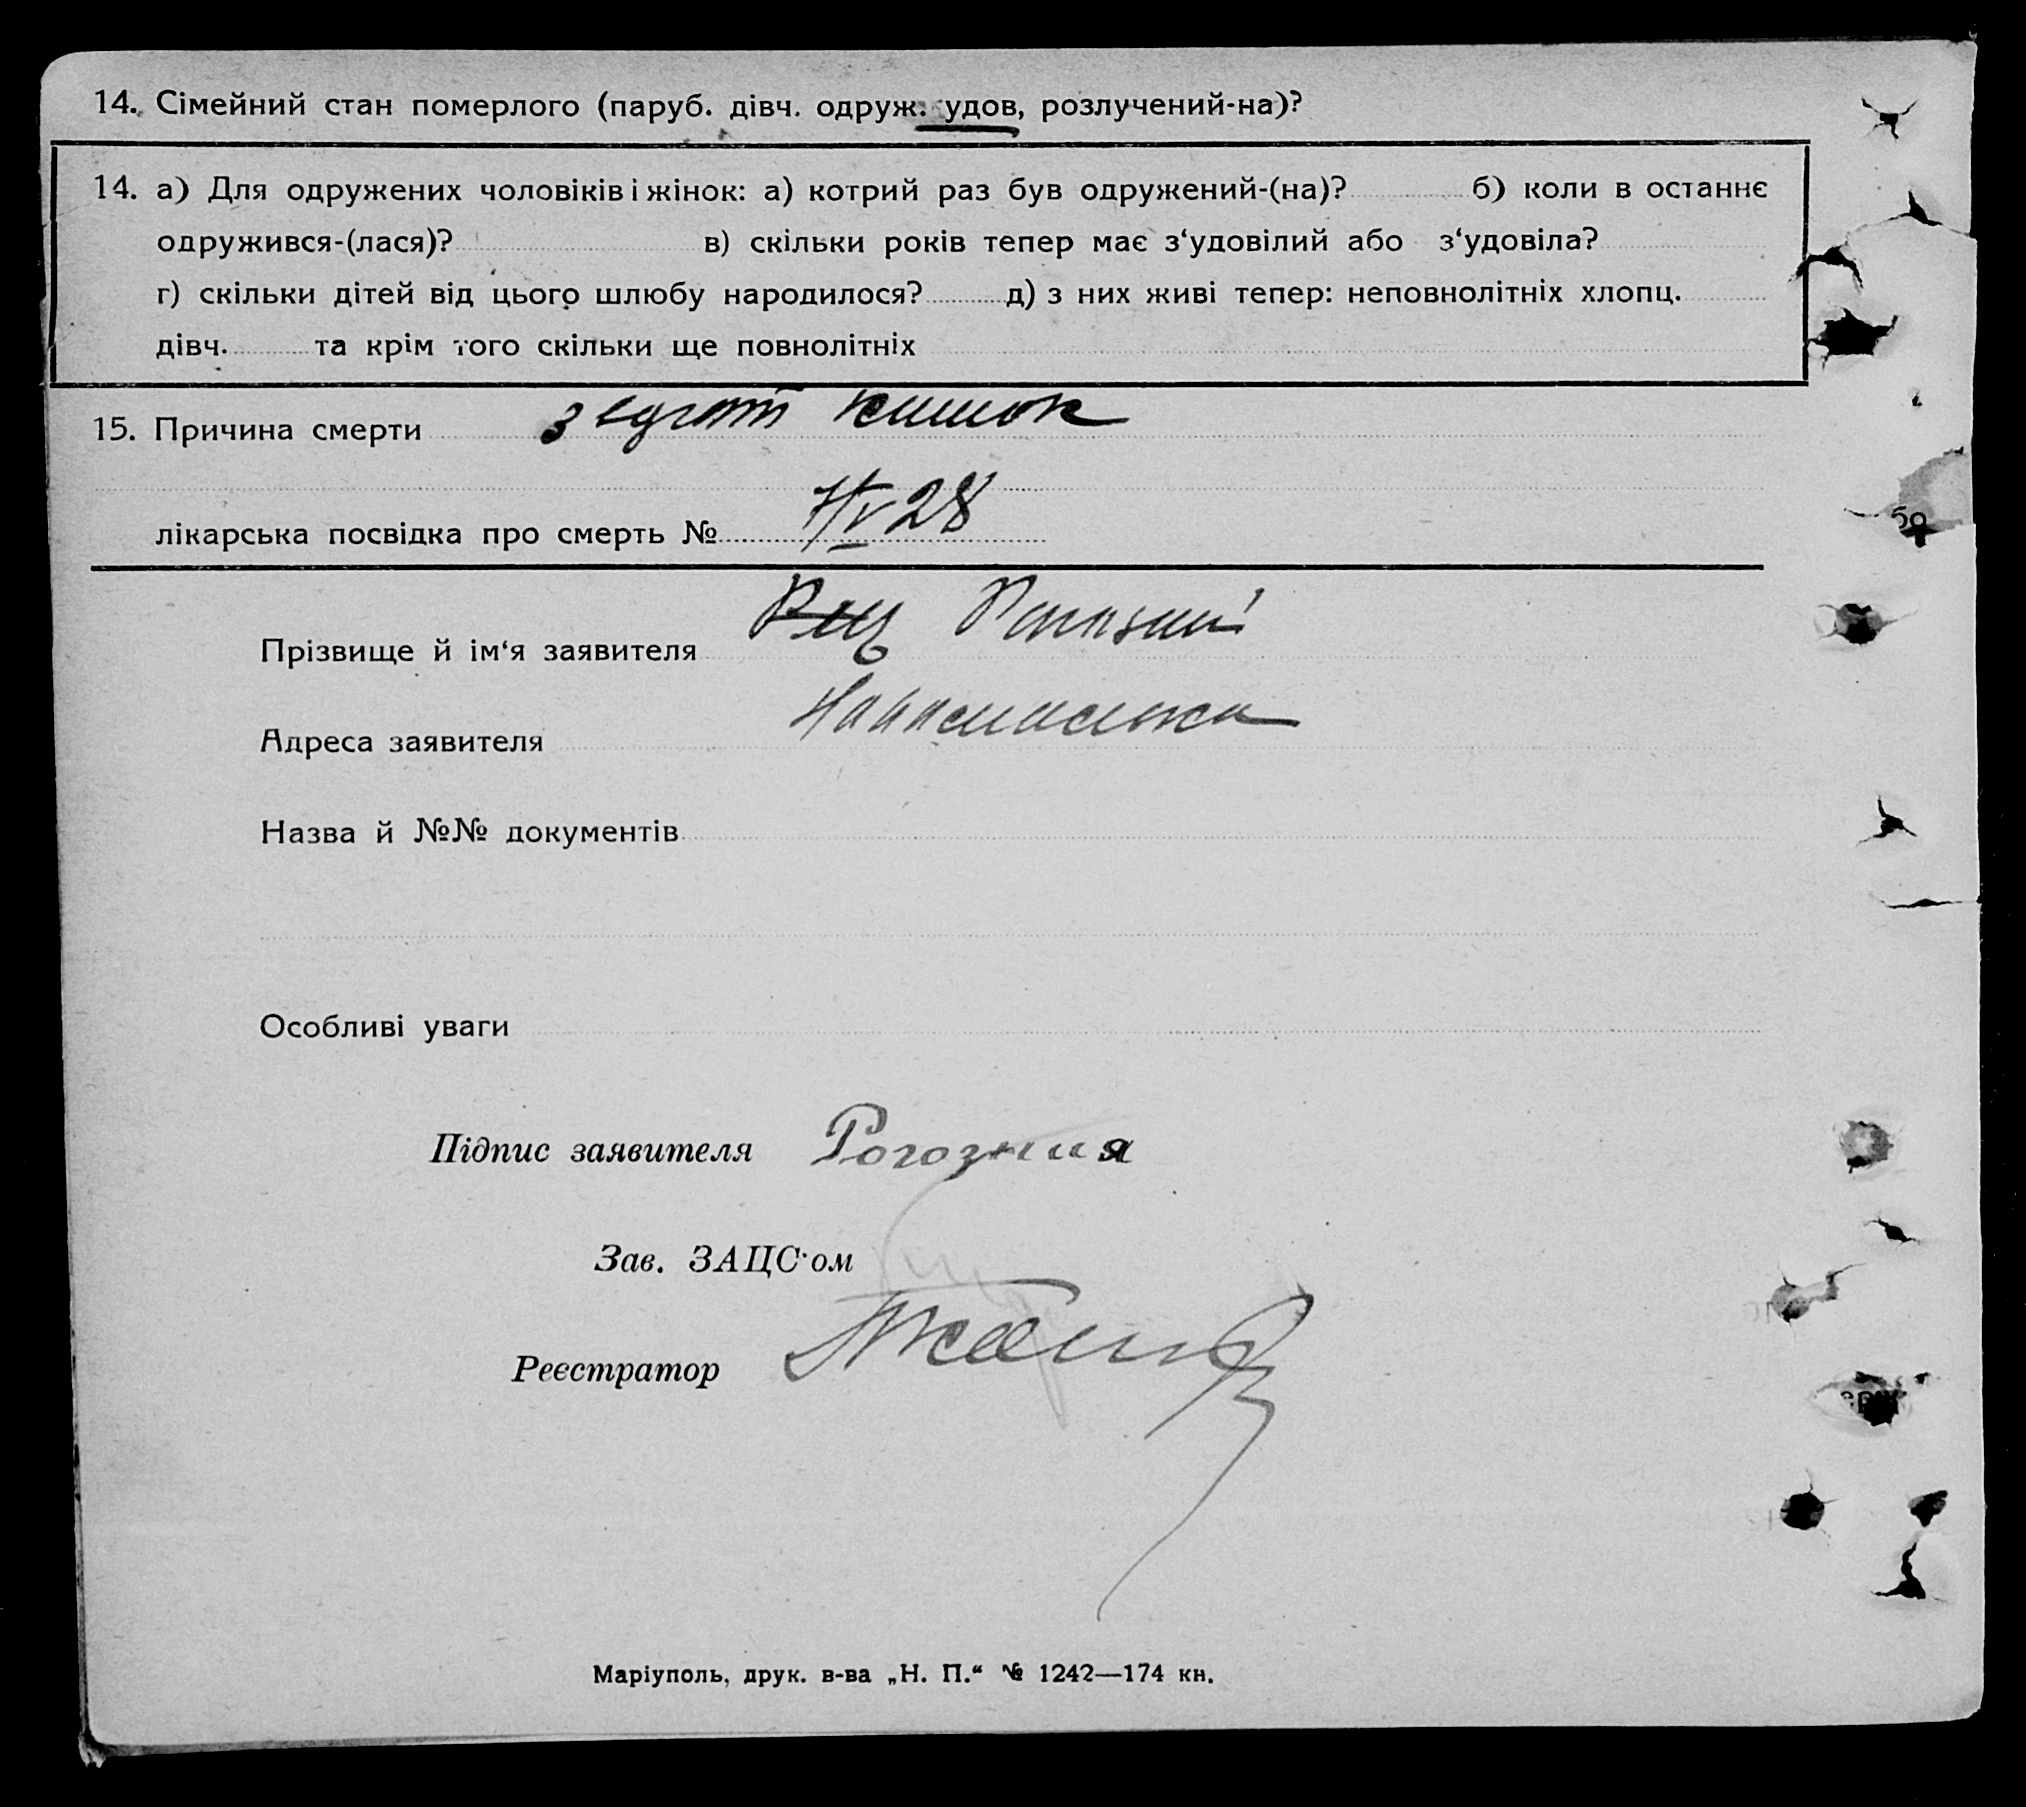 14. Сімейний стан померлого (паруб. дівч. одруж. удов, розлучений-на)?
14. а) Для одружених чоловіків і жінок: а) котрий раз був одружений-(на)? б) коли в останнє
одружився-(лася)? в) скільки років тепер має з‘удовілий або з‘удовіла?
г) скільки дітей від цього шлюбу народилося? д) з них живі тепер: неповнолітніх хлопц.
дівч. та крім того скільки ще повнолітніх
15. Причина смерти кишок
лікарська посвідка про смерть № 28
Прізвище й ім‘я заявителя
Адреса заявителя
Назва й №№ документів
Особливі уваги
Підпис заявителя
Зав. ЗАЦС‘ом
Реєстратор
Маріуполь, друк. в-ва „Н. П.“ № 1242—174 кн.